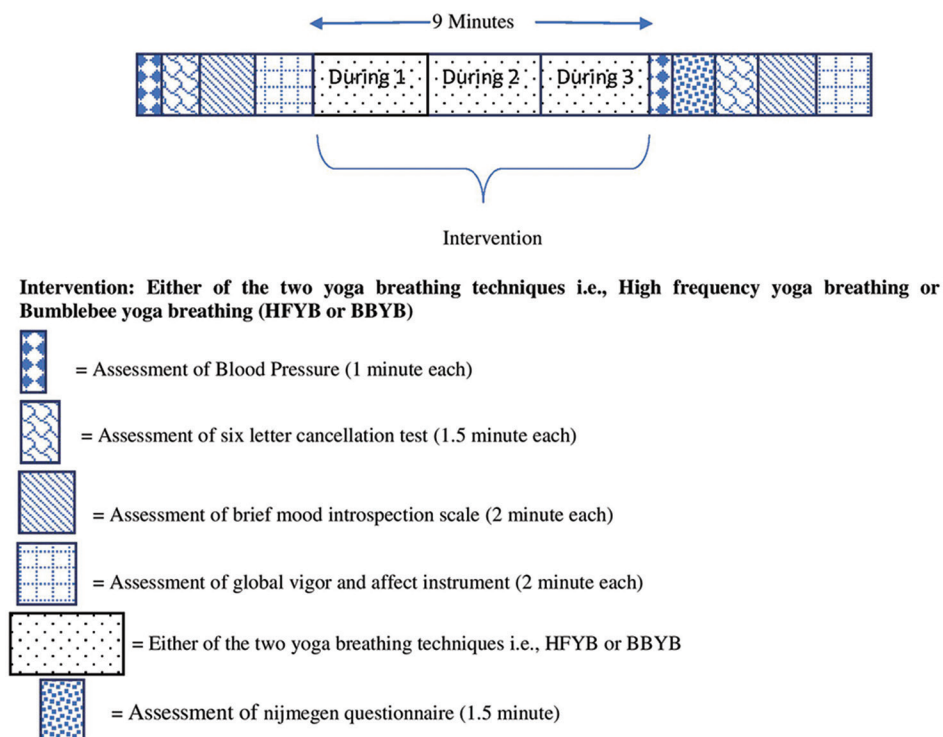 9 Minutes
During 1 During 2 During 3
Intervention
Intervention: Either of the two yoga breathing techniques i.e., High frequency yoga breathing or
Bumblebee yoga breathing (HFYB or BBYB)
= Assessment of Blood Pressure (1 minute each)
= Assessment of six letter cancellation test (1.5 minute each)
= Assessment of brief mood introspection scale (2 minute each)
= Assessment of global vigor and affect instrument (2 minute each)
= Either of the two yoga breathing techniques i.e., HFYB or BBYB
= Assessment of nijmegen questionnaire (1.5 minute)